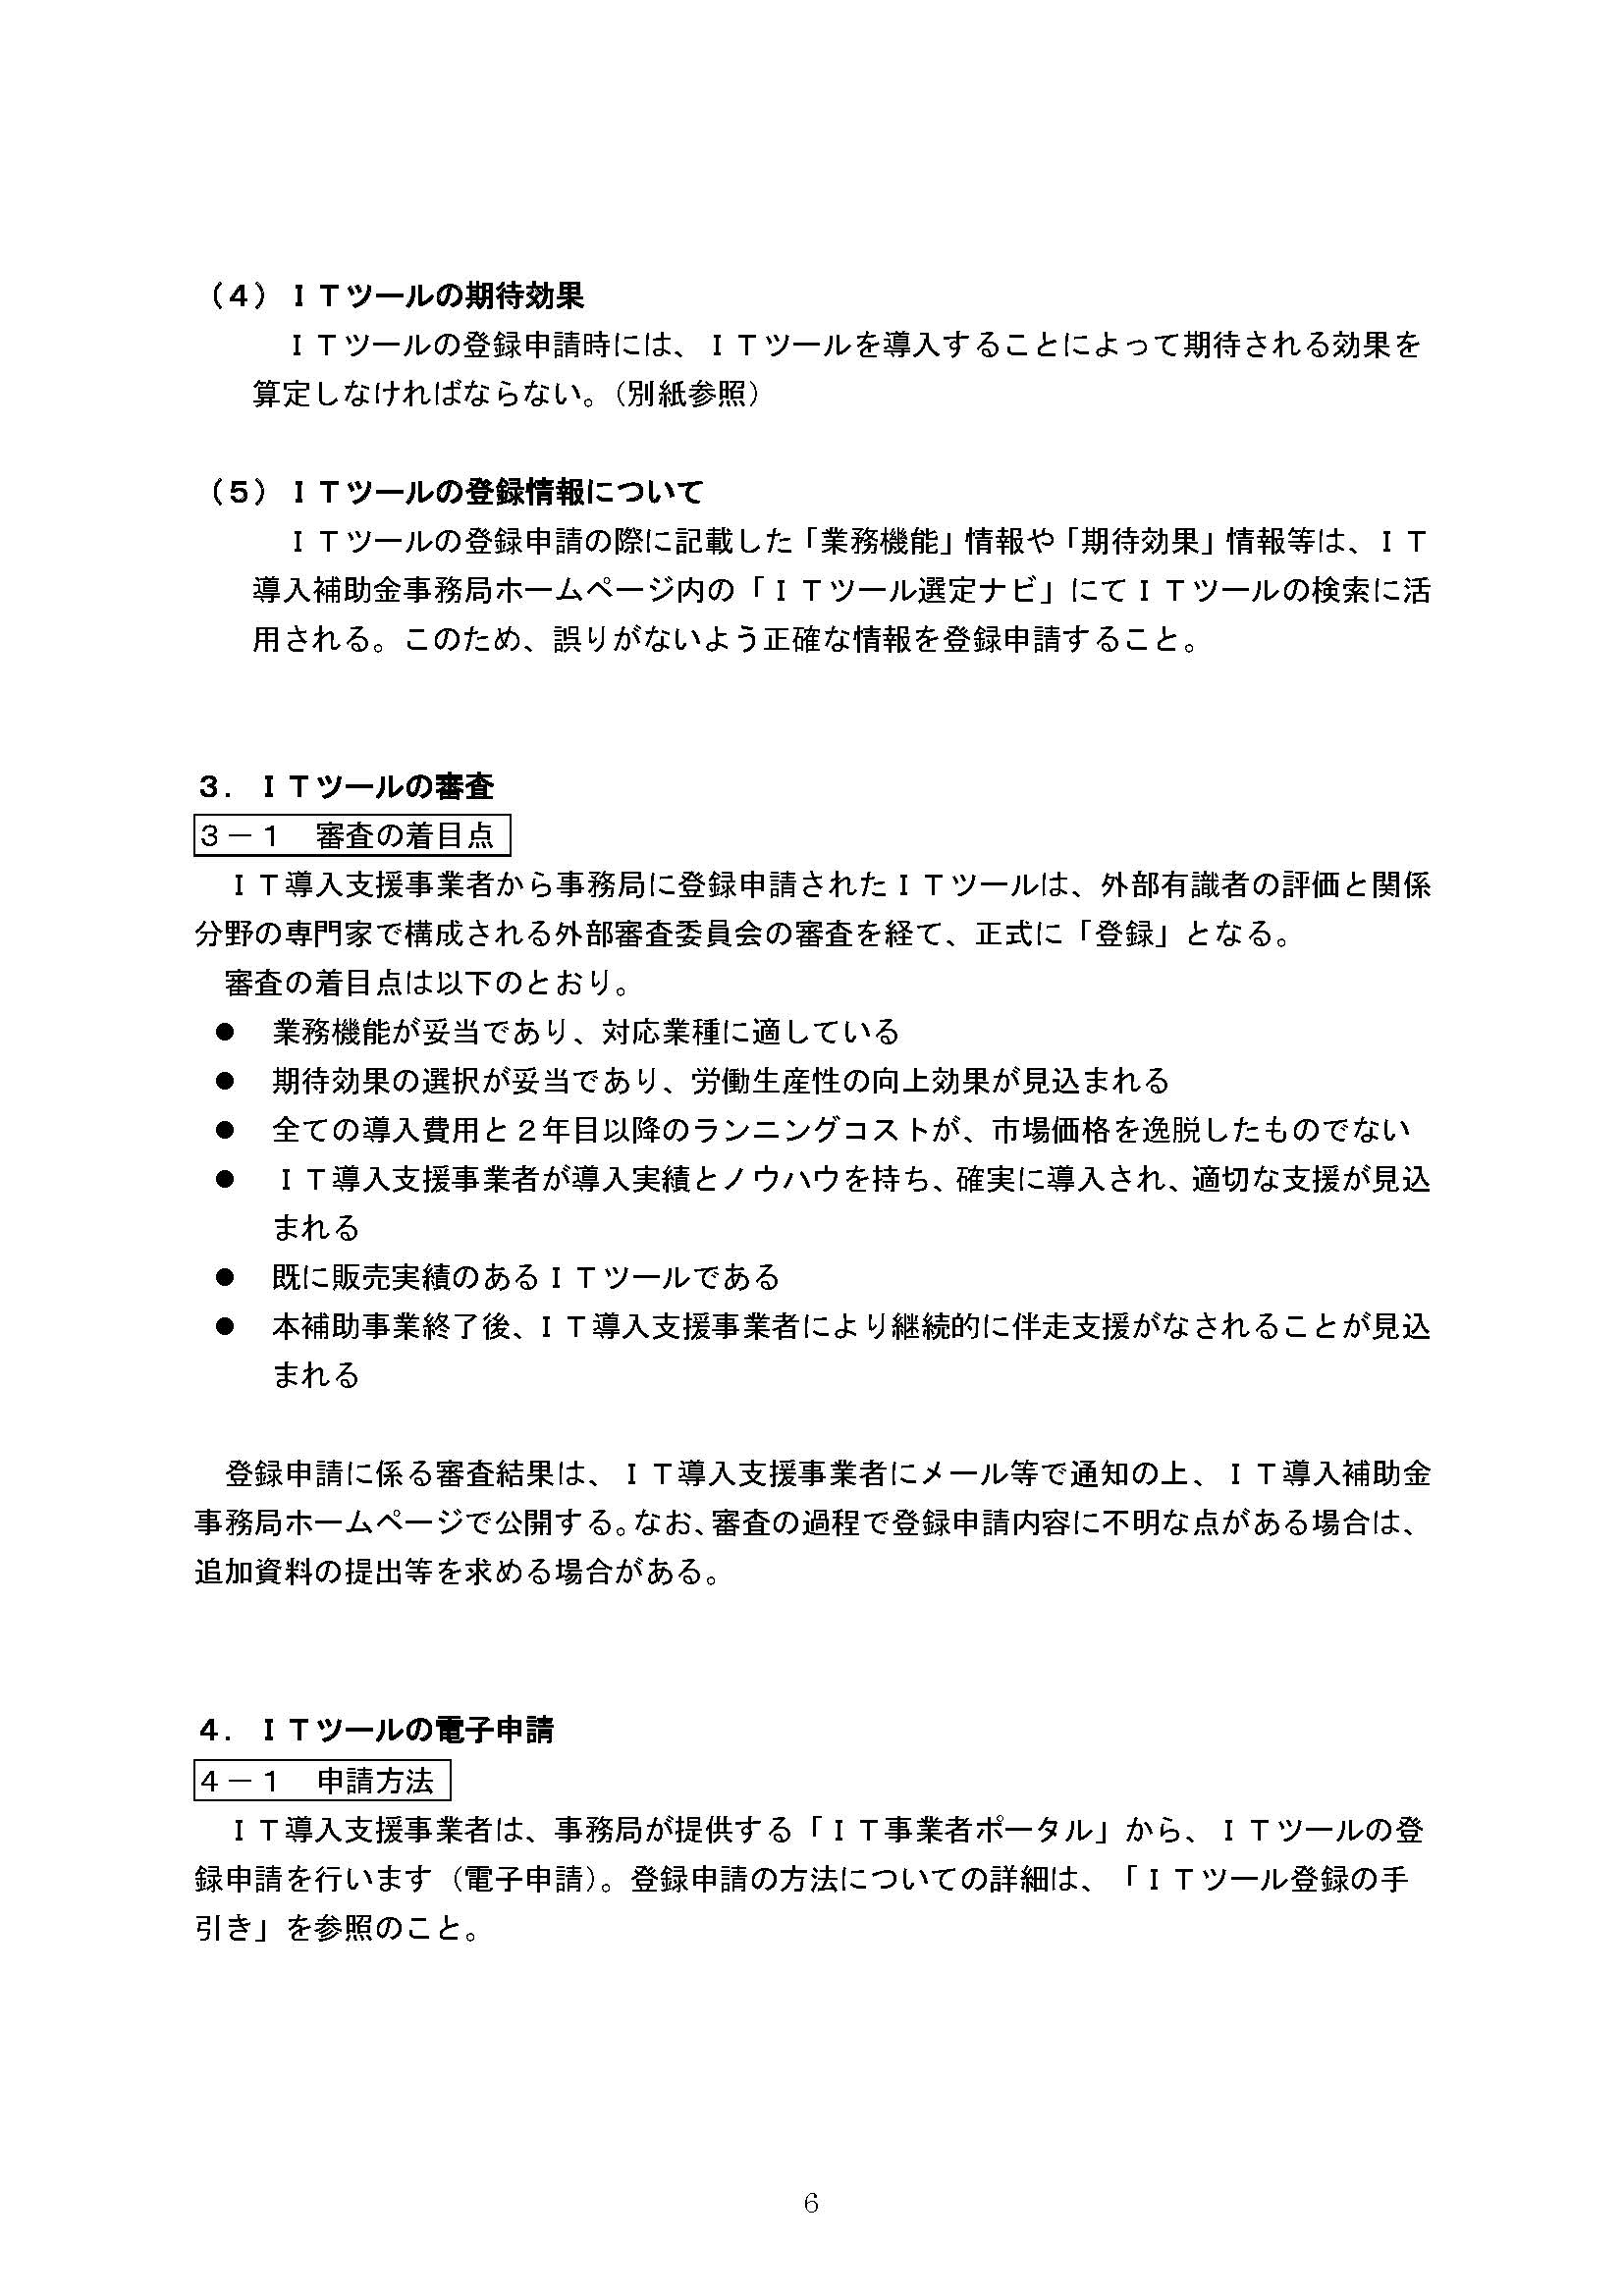 （４）ＩＴツールの期待効果
ＩＴツールの登録申請時には、ＩＴツールを導入することによって期待される効果を
算定しなければならない。（別紙参照）
（５）ＩＴツールの登録情報について
ＩＴツールの登録申請の際に記載した「業務機能」情報や「期待効果」情報等は、ＩＴ
導入補助金事務局ホームページ内の「ＩＴツール選定ナビ」にてＩＴツールの検索に活
用される。このため、誤りがないよう正確な情報を登録申請すること。
３．ＩＴツールの審査
３－１　審査の着目点
ＩＴ導入支援事業者から事務局に登録申請されたＩＴツールは、外部有識者の評価と関係
分野の専門家で構成される外部審査委員会の審査を経て、正式に「登録」となる。
審査の着目点は以下のとおり。
●　業務機能が妥当であり、対応業種に適している
●　期待効果の選択が妥当であり、労働生産性の向上効果が見込まれる
●　全ての導入費用と２年目以降のランニングコストが、市場価格を逸脱したものでない
●　ＩＴ導入支援事業者が導入実績とノウハウを持ち、確実に導入され、適切な支援が見込
まれる
●　既に販売実績のあるＩＴツールである
●　本補助事業終了後、ＩＴ導入支援事業者により継続的に伴走支援がなされることが見込
まれる
登録申請に係る審査結果は、ＩＴ導入支援事業者にメール等で通知の上、ＩＴ導入補助金
事務局ホームページで公開する。なお、審査の過程で登録申請内容に不明な点がある場合は、
追加資料の提出等を求める場合がある。
４．ＩＴツールの電子申請
４－１　申請方法
ＩＴ導入支援事業者は、事務局が提供する「ＩＴ事業者ポータル」から、ＩＴツールの登
録申請を行います（電子申請）。登録申請の方法についての詳細は、「ＩＴツール登録の手
引き」を参照のこと。
6